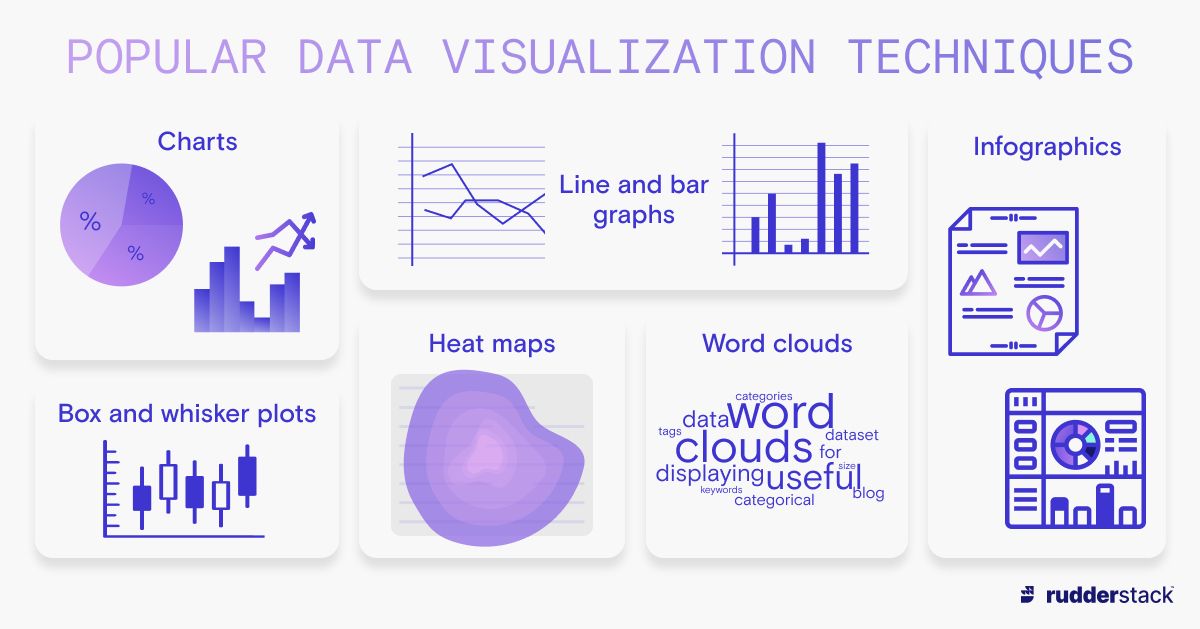 POPULAR DATA VISUALIZATION TECHNIQUES
Charts
%
%
%
Line and bar
graphs
Infographics
Box and whisker plots
Heat maps
Word clouds
categories
data
word
tags
clouds
dataset
for
displaying
useful
size
keywords
blog
categorical
rudderstack